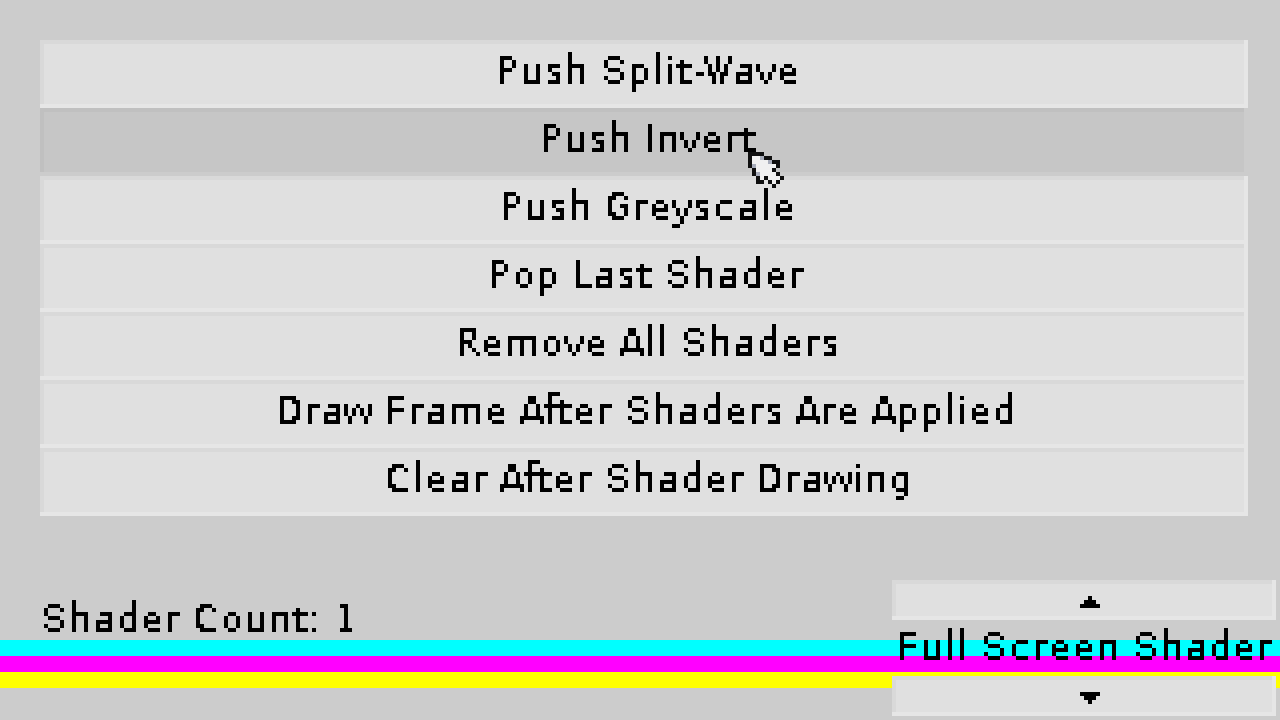 Push Split-Wave
Push Invert
Push Greyscale
Pop Last Shader
Remove All Shaders
Draw Frame After Shaders Are Applied
Clear After Shader Drawing
Shader Count: 1
Full Screen Shader